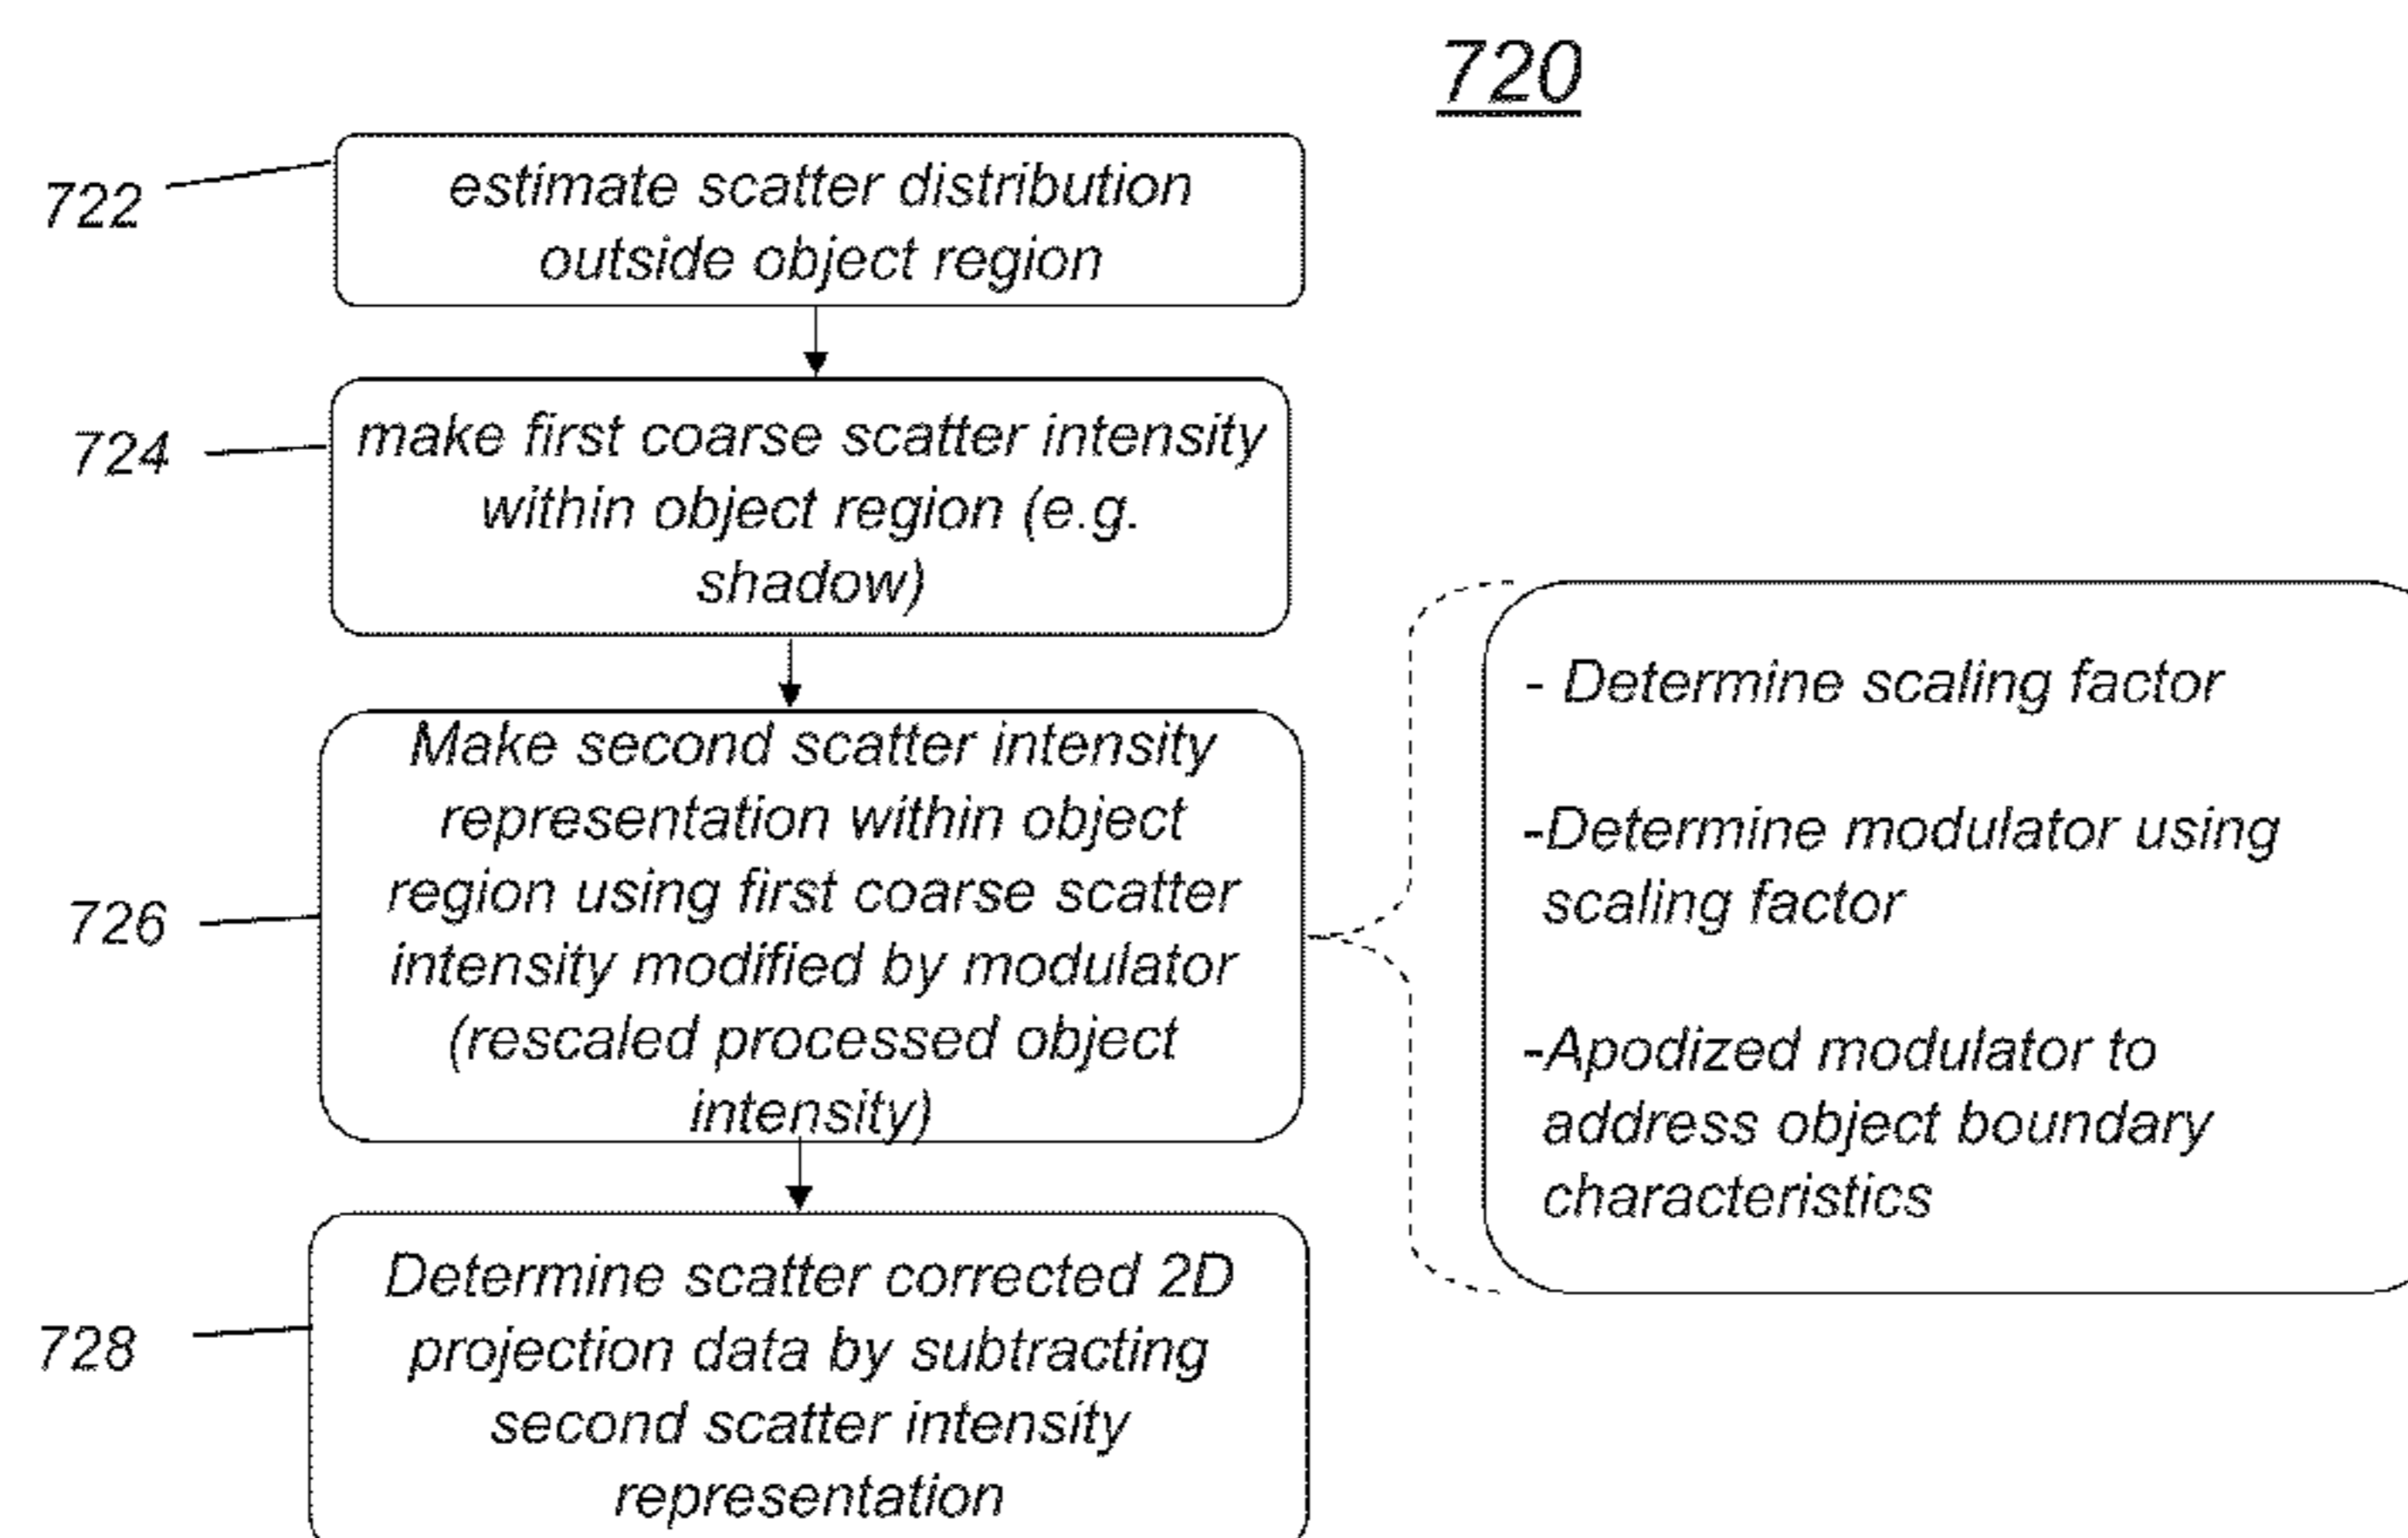 720
722
estimate scatter distribution
outside object region
724
make first coarse scatter intensity
within object region (e.g.
shadow)
726
Make second scatter intensity
representation within object
region using first coarse scatter
intensity modified by modulator
(rescaled processed object
intensity)
- Determine scaling factor
-Determine modulator using
scaling factor
-Apodized modulator to
address object boundary
characteristics
728
Determine scatter corrected 2D
projection data by subtracting
second scatter intensity
representation